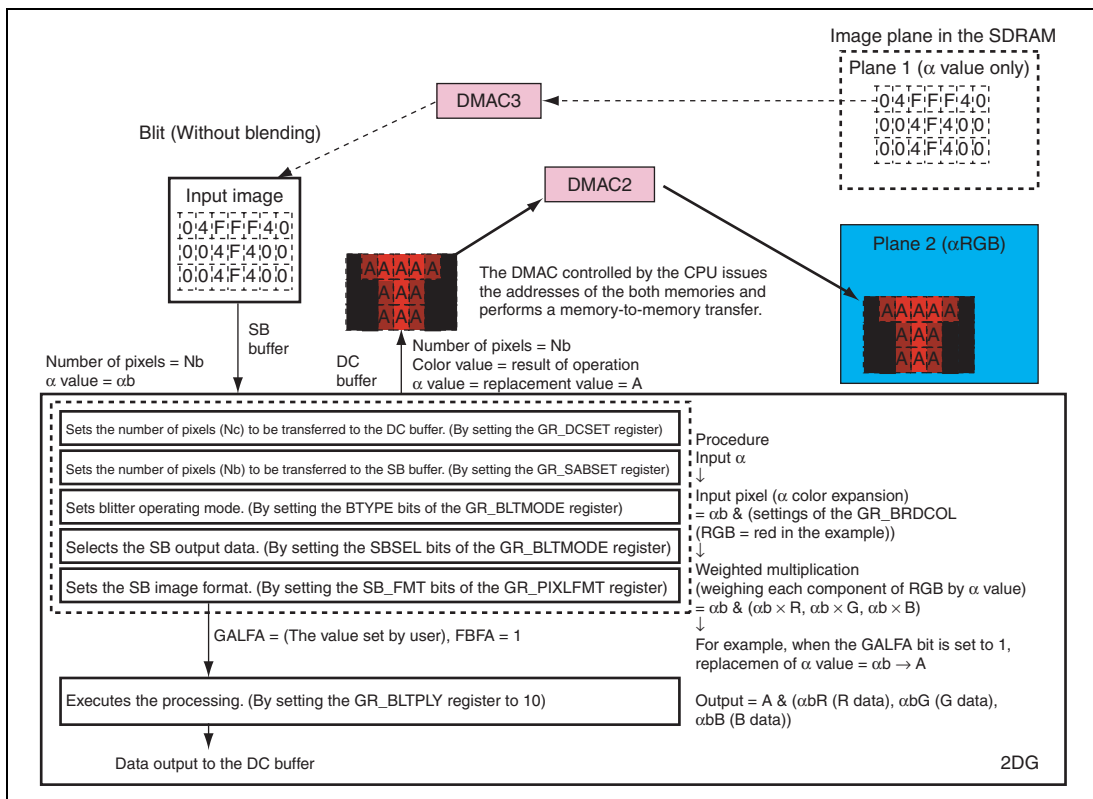 Image plane in the SDRAM
Plane 1 (α value only)
0 4 F F F 4 0
0 0 4 F 4 0 0
0 0 4 F 4 0 0
DMAC3
Blit (Without blending)
DMAC2
Input image
0 4 F F F 4 0
0 0 4 F 4 0 0
0 0 4 F 4 0 0
Plane 2 (αRGB)
A A A A A
A A A
A A A
The DMAC controlled by the CPU issues
the addresses of the both memories and
performs a memory-to-memory transfer.
A A A A A
A A
A A A
SB
buffer
Number of pixels = Nb
α value = αb
DC
buffer
Number of pixels = Nb
Color value = result of operation
α value = replacement value = A
Sets the number of pixels (Nc) to be transferred to the DC buffer. (By setting the GR_DCSET register)
Sets the number of pixels (Nb) to be transferred to the SB buffer. (By setting the GR_SABSET register)
Sets blitter operating mode. (By setting the BTYPE bits of the GR_BLTMODE register)
Selects the SB output data. (By setting the SBSEL bits of the GR_BLTMODE register)
Sets the SB image format. (By setting the SB_FMT bits of the GR_PIXLFMT register)
GALFA = (The value set by user), FBFA = 1
Executes the processing. (By setting the GR_BLTPLY register to 10)
Data output to the DC buffer
Procedure
Input α
↓
Input pixel (α color expansion)
= αb & (settings of the GR_BRDCOL
(RGB = red in the example))
↓
Weighted multiplication
(weighing each component of RGB by α value)
= αb & (αb × R, αb × G, αb × B)
↓
For example, when the GALFA bit is set to 1,
replacemen of α value = αb → A
Output = A & (αbR (R data), αbG (G data),
αbB (B data))
2DG